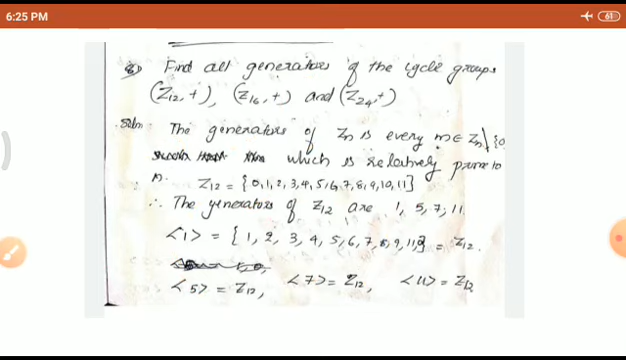 6:25 PM
61
8) Find all generators of the cycle groups
(Z12, +), (Z16, +) and (Z24, +)
Soln: The generators of Zn is every m ∈ Zn\{0
which is relatively prime to
n. Z12 = {0,1,2,3,4,5,6,7,8,9,10,11}
∴ The generators of Z12 are 1, 5, 7, 11.
<1> = {1, 2, 3, 4, 5, 6, 7, 8, 9, 11} = Z12.
<5> = Z12, <7> = Z12, <11> = Z12